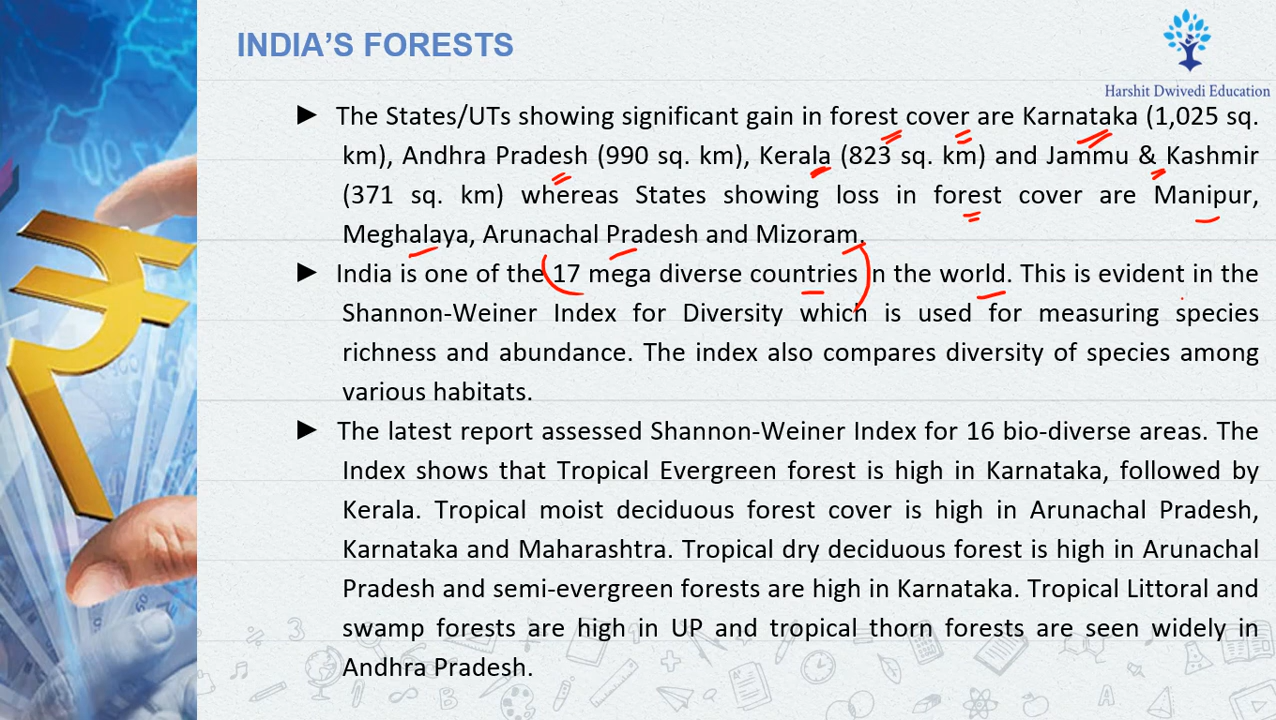 INDIA'S FORESTS
Harshit Dwivedi Education
► The States/UTs showing significant gain in forest cover are Karnataka (1,025 sq.
km), Andhra Pradesh (990 sq. km), Kerala (823 sq. km) and Jammu & Kashmir
(371 sq. km) whereas States showing loss in forest cover are Manipur,
Meghalaya, Arunachal Pradesh and Mizoram.
► India is one of the 17 mega diverse countries in the world. This is evident in the
Shannon-Weiner Index for Diversity which is used for measuring species
richness and abundance. The index also compares diversity of species among
various habitats.
► The latest report assessed Shannon-Weiner Index for 16 bio-diverse areas. The
Index shows that Tropical Evergreen forest is high in Karnataka, followed by
Kerala. Tropical moist deciduous forest cover is high in Arunachal Pradesh,
Karnataka and Maharashtra. Tropical dry deciduous forest is high in Arunachal
Pradesh and semi-evergreen forests are high in Karnataka. Tropical Littoral and
swamp forests are high in UP and tropical thorn forests are seen widely in
Andhra Pradesh.